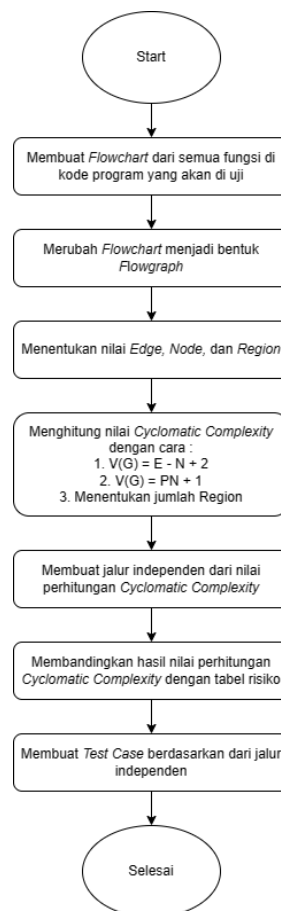 Start
Membuat Flowchart dari semua fungsi di
kode program yang akan di uji
Merubah Flowchart menjadi bentuk
Flowgraph
Menentukan nilai Edge, Node, dan Region
Menghitung nilai Cyclomatic Complexity
dengan cara :
1. V(G) = E - N + 2
2. V(G) = PN + 1
3. Menentukan jumlah Region
Membuat jalur independen dari nilai
perhitungan Cyclomatic Complexity
Membandingkan hasil nilai perhitungan
Cyclomatic Complexity dengan tabel risiko
Membuat Test Case berdasarkan dari jalur
independen
Selesai